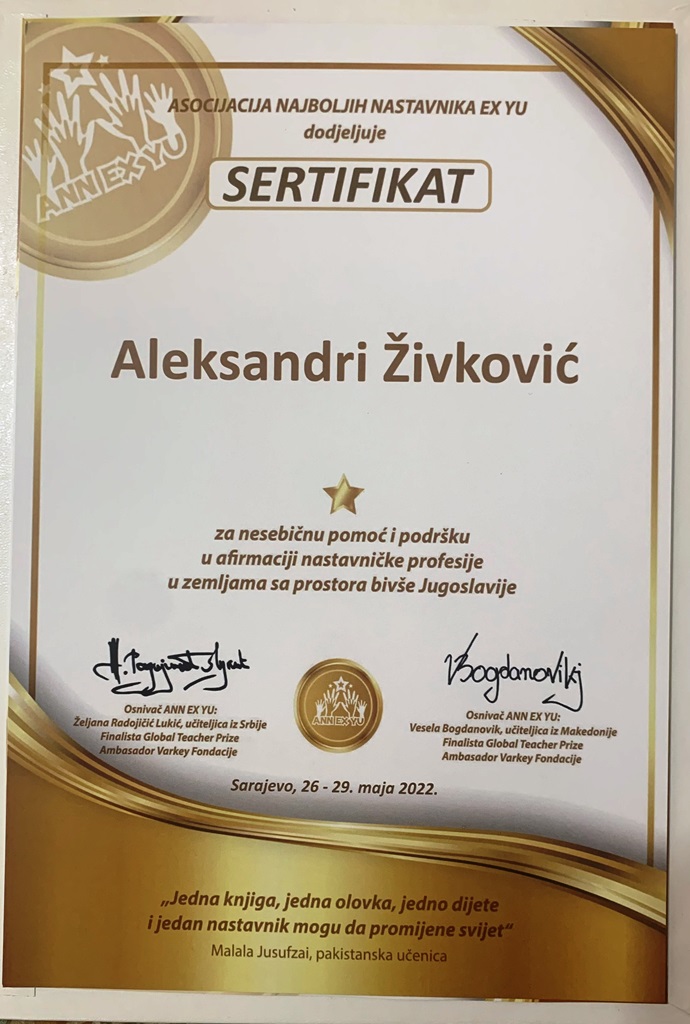 ANN EX YU
ASOCIJACIJA NAJBOLJIH NASTAVNIKA EX YU
dodjeljuje
SERTIFIKAT
Aleksandri Živković
za nesebičnu pomoć i podršku
u afirmaciji nastavničke profesije
u zemljama sa prostora bivše Jugoslavije
Osnivač ANN EX YU:
Željana Radojičić Lukić, učiteljica iz Srbije
Finalista Global Teacher Prize
Ambasador Varkey Fondacije
ANN EX YU
VBogdanovikj
Osnivač ANN EX YU:
Vesela Bogdanovik, učiteljica iz Makedonije
Finalista Global Teacher Prize
Ambasador Varkey Fondacije
Sarajevo, 26 - 29. maja 2022.
„Jedna knjiga, jedna olovka, jedno dijete
i jedan nastavnik mogu da promijene svijet“
Malala Jusufzai, pakistanska učenica